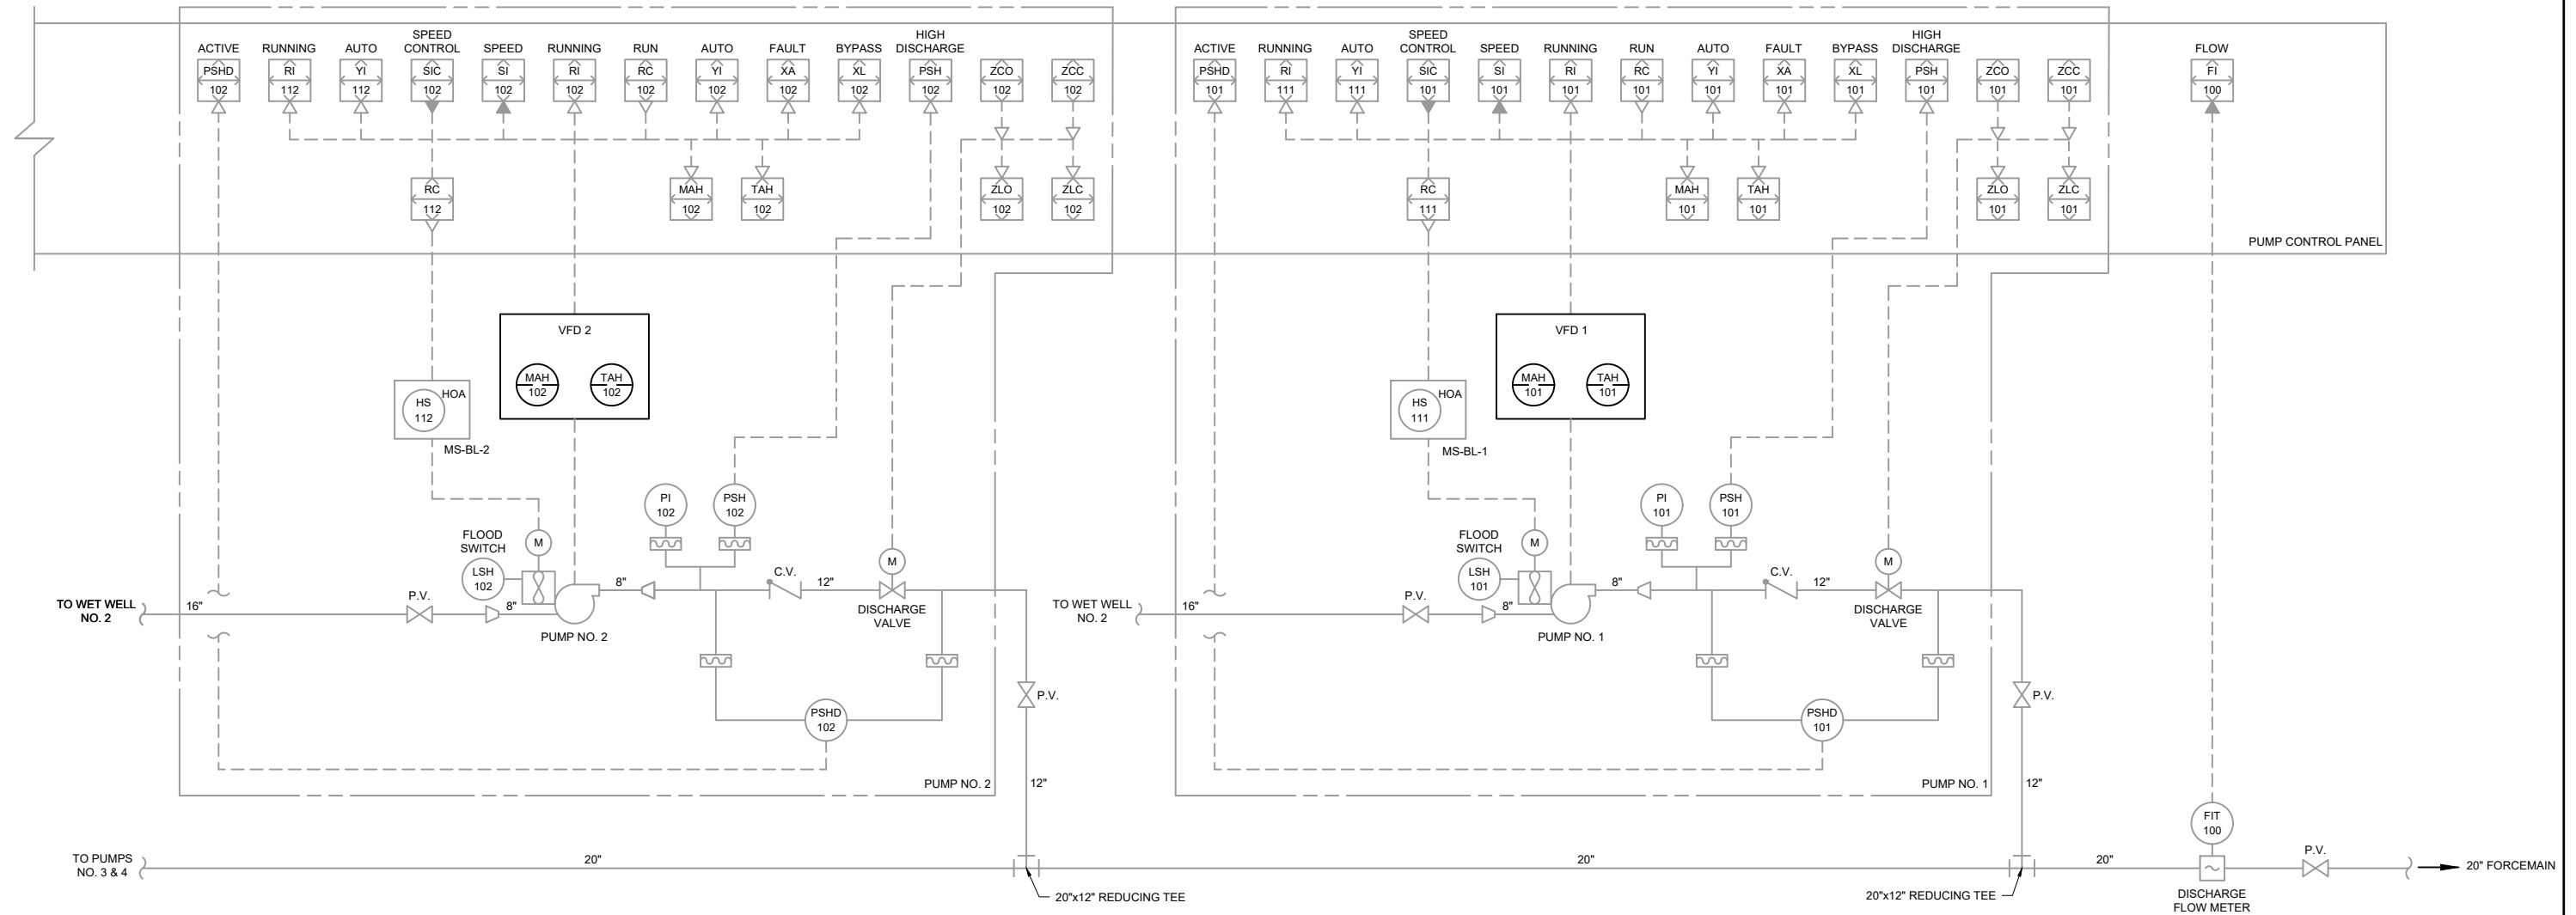 ACTIVE
RUNNING
AUTO
SPEED
CONTROL
SPEED
RUNNING
RUN
AUTO
FAULT
BYPASS
HIGH
DISCHARGE
PSHD
102
RI
112
YI
112
SIC
102
SI
102
RI
102
RC
102
YI
102
XA
102
XL
102
PSH
102
ZCO
102
ZCC
102
RC
112
MAH
102
TAH
102
ZLO
102
ZLC
102
VFD 2
MAH
102
TAH
102
HS
112
HOA
MS-BL-2
PI
102
PSH
102
FLOOD
SWITCH
LSH
102
M
M
C.V.
8"
12"
DISCHARGE
VALVE
TO WET WELL
NO. 2
16"
P.V.
8"
PUMP NO. 2
P.V.
PSHD
102
PUMP NO. 2
12"
ACTIVE
RUNNING
AUTO
SPEED
CONTROL
SPEED
RUNNING
RUN
AUTO
FAULT
BYPASS
HIGH
DISCHARGE
PSHD
101
RI
111
YI
111
SIC
101
SI
101
RI
101
RC
101
YI
101
XA
101
XL
101
PSH
101
ZCO
101
ZCC
101
RC
111
MAH
101
TAH
101
ZLO
101
ZLC
101
FLOW
FI
100
PUMP CONTROL PANEL
VFD 1
MAH
101
TAH
101
HS
111
HOA
MS-BL-1
PI
101
PSH
101
FLOOD
SWITCH
LSH
101
M
M
C.V.
8"
12"
DISCHARGE
VALVE
TO WET WELL
NO. 2
16"
P.V.
8"
PUMP NO. 1
P.V.
PSHD
101
PUMP NO. 1
12"
TO PUMPS
NO. 3 & 4
20"
20"x12" REDUCING TEE
20"
20"x12" REDUCING TEE
20"
FIT
100
DISCHARGE
FLOW METER
P.V.
20" FORCEMAIN